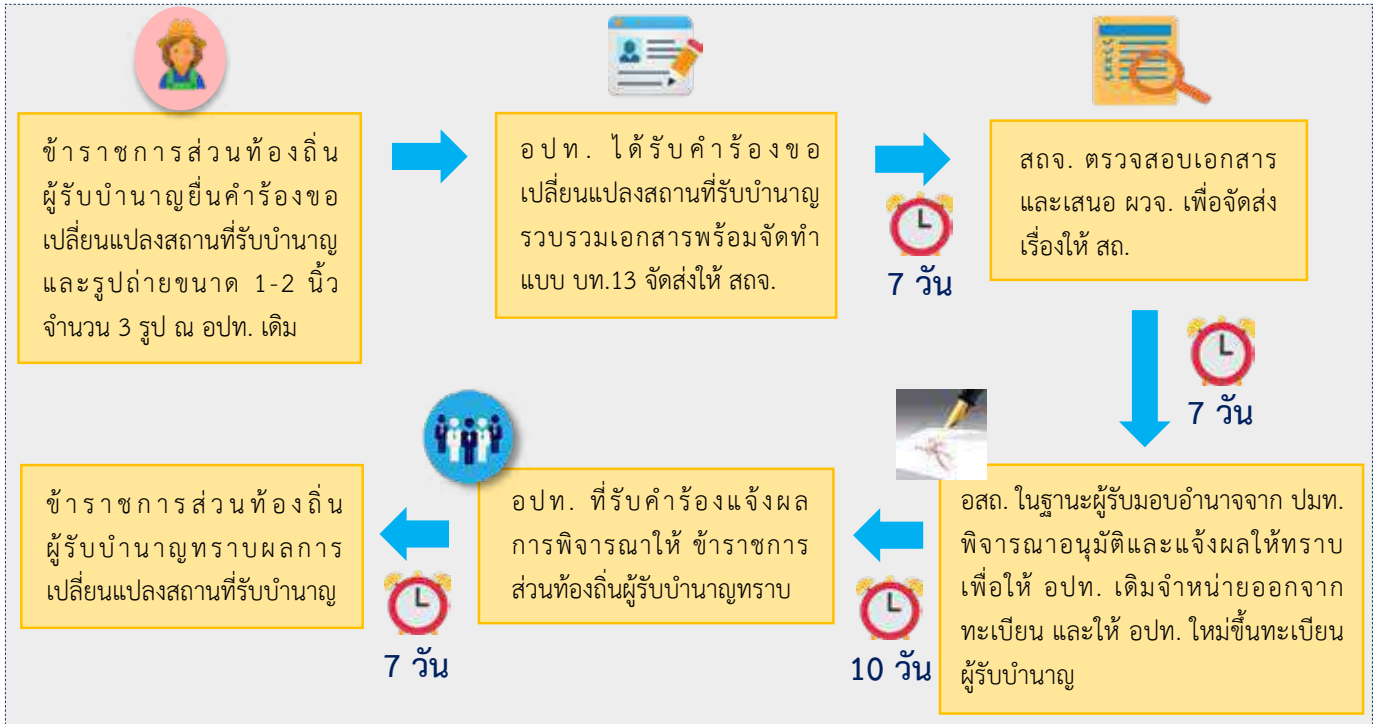 ข้าราชการส่วนท้องถิ่น
ผู้รับบำนาญยื่นคำร้องขอ
เปลี่ยนแปลงสถานที่รับบำนาญ
และรูปถ่ายขนาด 1-2 นิ้ว
จำนวน 3 รูป ณ อปท. เดิม
อปท. ได้รับคำร้องขอ
เปลี่ยนแปลงสถานที่รับบำนาญ
รวบรวมเอกสารพร้อมจัดทำ
แบบ บท.13 จัดส่งให้ สถจ.
7 วัน
สถจ. ตรวจสอบเอกสาร
และเสนอ ผวจ. เพื่อจัดส่ง
เรื่องให้ สถ.
7 วัน
อสถ. ในฐานะผู้รับมอบอำนาจจาก ปมท.
พิจารณาอนุมัติและแจ้งผลให้ทราบ
เพื่อให้ อปท. เดิมจำหน่ายออกจาก
ทะเบียน และให้ อปท. ใหม่ขึ้นทะเบียน
ผู้รับบำนาญ
10 วัน
อปท. ที่รับคำร้องแจ้งผล
การพิจารณาให้ ข้าราชการ
ส่วนท้องถิ่นผู้รับบำนาญทราบ
7 วัน
ข้าราชการส่วนท้องถิ่น
ผู้รับบำนาญทราบผลการ
เปลี่ยนแปลงสถานที่รับบำนาญ